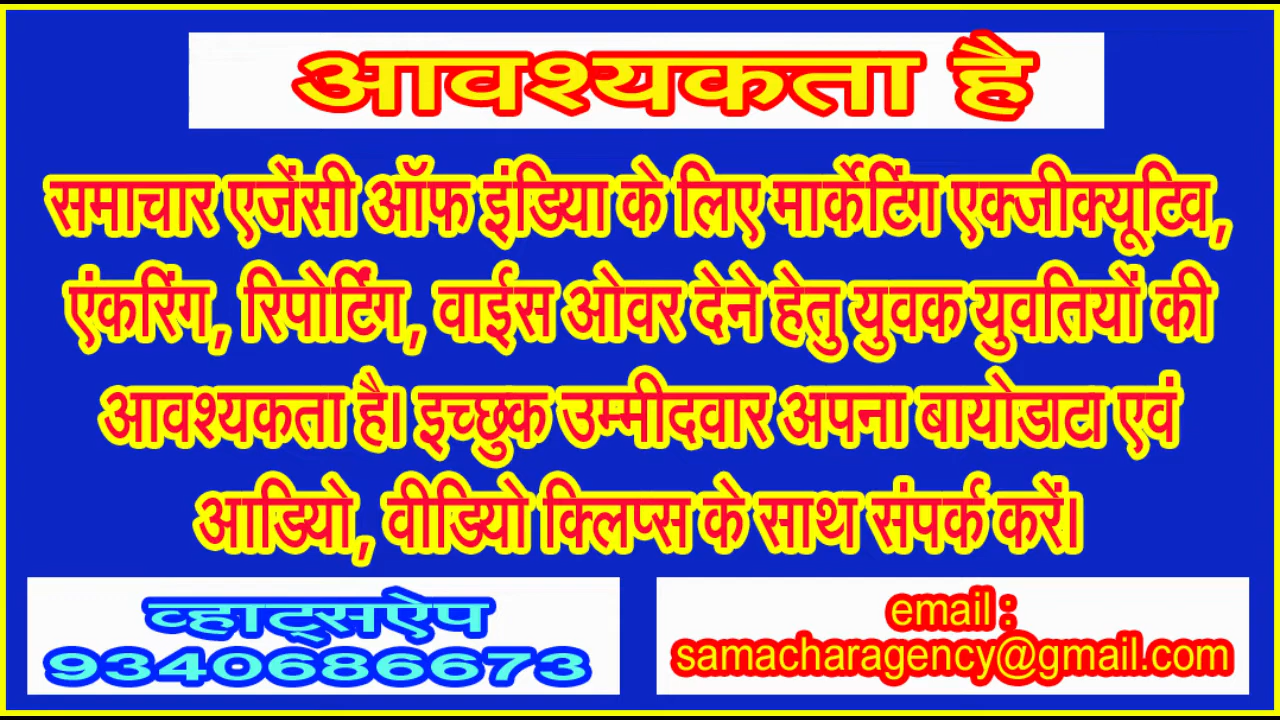 आवश्यकता है
समाचार एजेंसी ऑफ इंडिया के लिए मार्केटिंग एक्जीक्यूटिव,
एंकरिंग, रिपोर्टिंग, वाईस ओवर देने हेतु युवक युवतियों की
आवश्यकता है। इच्छुक उम्मीदवार अपना बायोडाटा एवं
आडियो, वीडियो क्लिप्स के साथ संपर्क करें।
व्हाट्सऐप
9340686673
email :
samacharagency@gmail.com